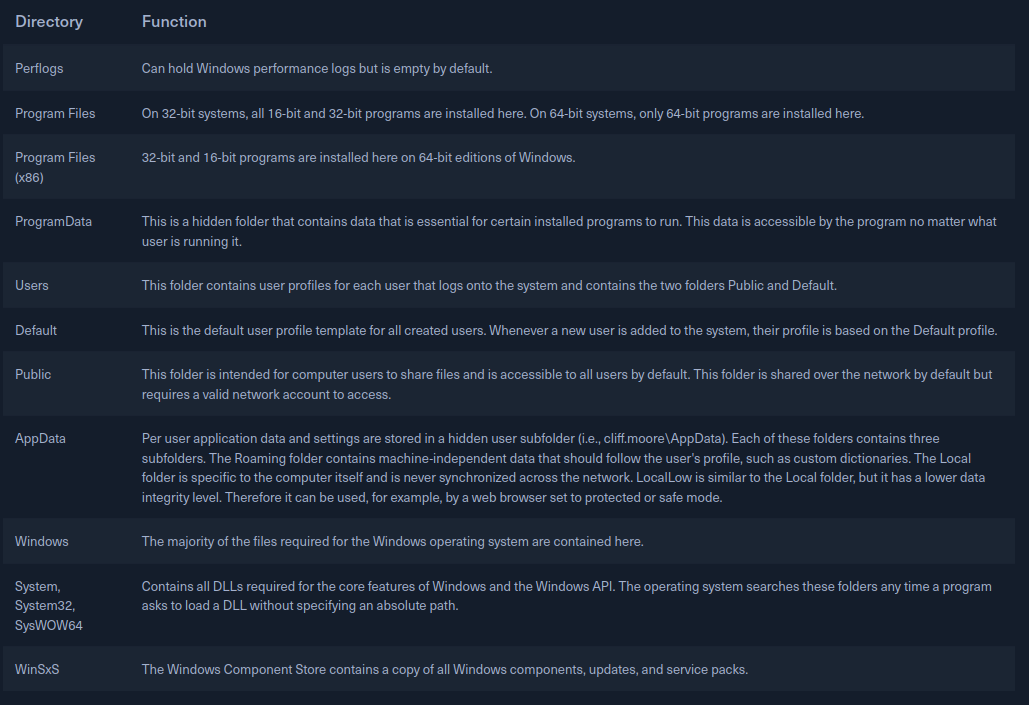 Directory Function
Perflogs Can hold Windows performance logs but is empty by default.
Program Files On 32-bit systems, all 16-bit and 32-bit programs are installed here. On 64-bit systems, only 64-bit programs are installed here.
Program Files 32-bit and 16-bit programs are installed here on 64-bit editions of Windows.
(x86)
ProgramData This is a hidden folder that contains data that is essential for certain installed programs to run. This data is accessible by the program no matter what
user is running it.
Users This folder contains user profiles for each user that logs onto the system and contains the two folders Public and Default.
Default This is the default user profile template for all created users. Whenever a new user is added to the system, their profile is based on the Default profile.
Public This folder is intended for computer users to share files and is accessible to all users by default. This folder is shared over the network by default but
requires a valid network account to access.
AppData Per user application data and settings are stored in a hidden user subfolder (i.e., cliff.moore\AppData). Each of these folders contains three
subfolders. The Roaming folder contains machine-independent data that should follow the user's profile, such as custom dictionaries. The Local
folder is specific to the computer itself and is never synchronized across the network. LocalLow is similar to the Local folder, but it has a lower data
integrity level. Therefore it can be used, for example, by a web browser set to protected or safe mode.
Windows The majority of the files required for the Windows operating system are contained here.
System, Contains all DLLs required for the core features of Windows and the Windows API. The operating system searches these folders any time a program
System32, asks to load a DLL without specifying an absolute path.
SysWOW64
WinSxS The Windows Component Store contains a copy of all Windows components, updates, and service packs.